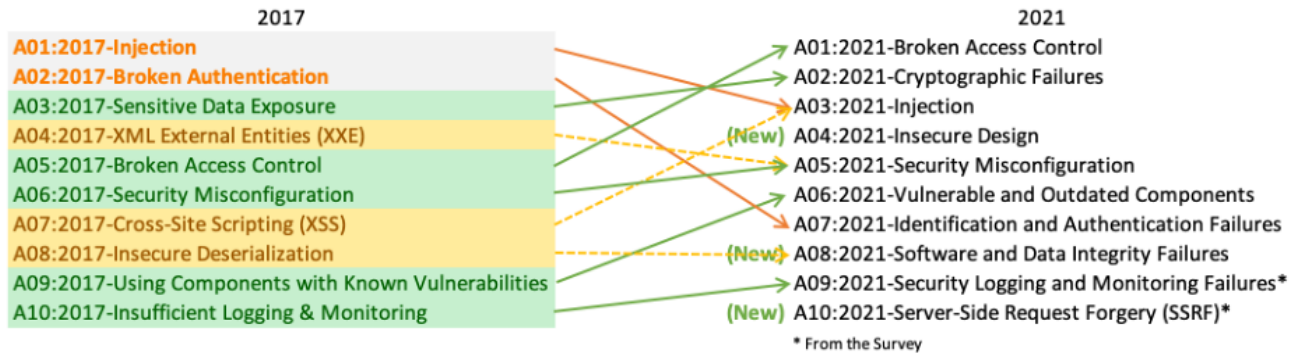 2017
2021
A01:2017-Injection
A02:2017-Broken Authentication
A03:2017-Sensitive Data Exposure
A04:2017-XML External Entities (XXE)
A05:2017-Broken Access Control
A06:2017-Security Misconfiguration
A07:2017-Cross-Site Scripting (XSS)
A08:2017-Insecure Deserialization
A09:2017-Using Components with Known Vulnerabilities
A10:2017-Insufficient Logging & Monitoring
A01:2021-Broken Access Control
A02:2021-Cryptographic Failures
A03:2021-Injection
(New) A04:2021-Insecure Design
A05:2021-Security Misconfiguration
A06:2021-Vulnerable and Outdated Components
A07:2021-Identification and Authentication Failures
(New) A08:2021-Software and Data Integrity Failures
A09:2021-Security Logging and Monitoring Failures*
(New) A10:2021-Server-Side Request Forgery (SSRF)*
* From the Survey